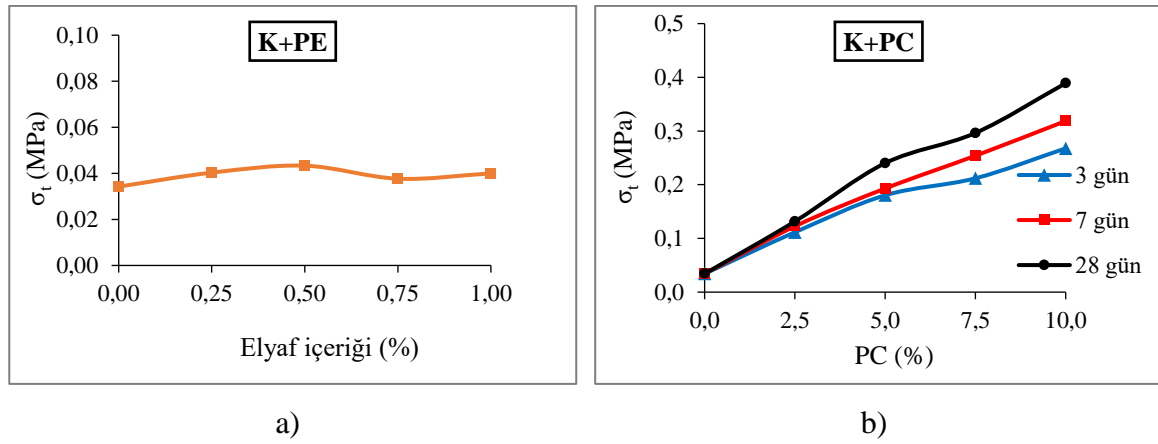 K+PE
0,10
0,08
0,06
0,04
0,02
0,00
σt (MPa)
0,00 0,25 0,50 0,75 1,00
Elyaf içeriği (%)
a)
K+PC
0,5
0,4
0,3
0,2
0,1
0,0
σt (MPa)
3 gün
7 gün
28 gün
0,0 2,5 5,0 7,5 10,0
PC (%)
b)